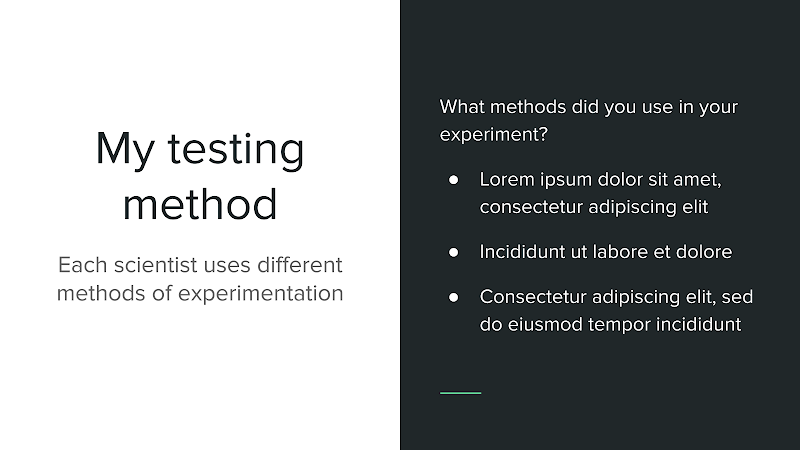 My testing
method
Each scientist uses different
methods of experimentation
What methods did you use in your
experiment?
● Lorem ipsum dolor sit amet,
consectetur adipiscing elit
● Incididunt ut labore et dolore
● Consectetur adipiscing elit, sed
do eiusmod tempor incididunt